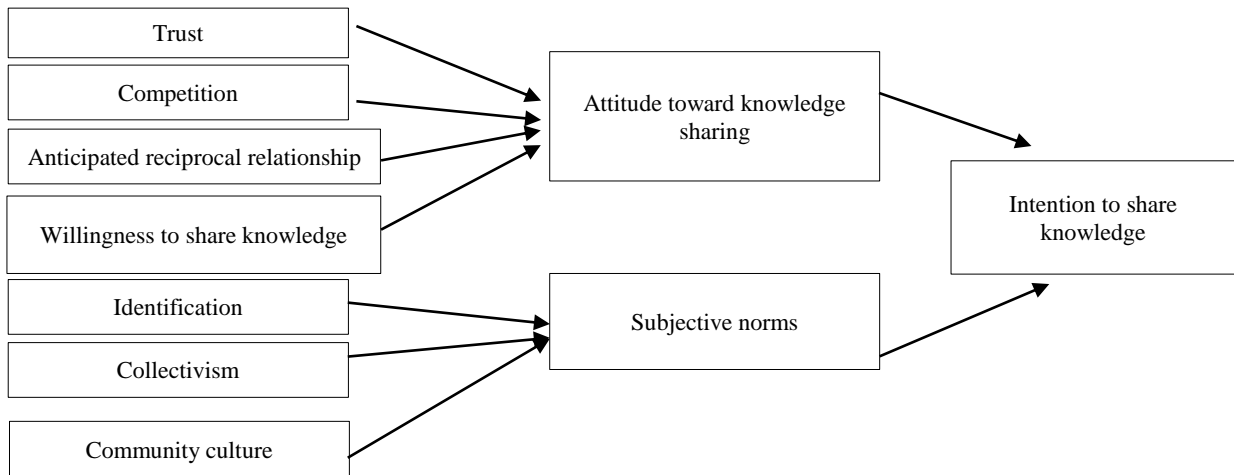 Trust
Competition
Anticipated reciprocal relationship
Willingness to share knowledge
Identification
Collectivism
Community culture
Attitude toward knowledge
sharing
Subjective norms
Intention to share
knowledge